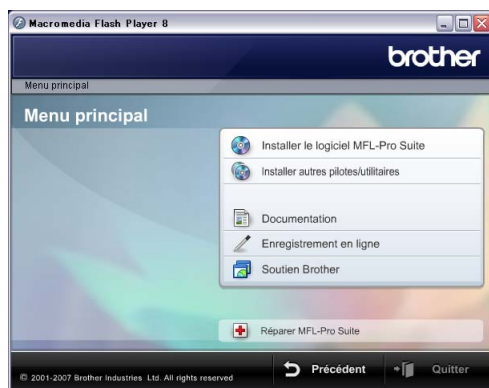 Macromedia Flash Player 8
brother
Menu principal
Menu principal
Installer le logiciel MFL-Pro Suite
Installer autres pilotes/utilitaires
Documentation
Enregistrement en ligne
Soutien Brother
Réparer MFL-Pro Suite
© 2001-2007 Brother Industries Ltd. All rights reserved
Précédent
Quitter